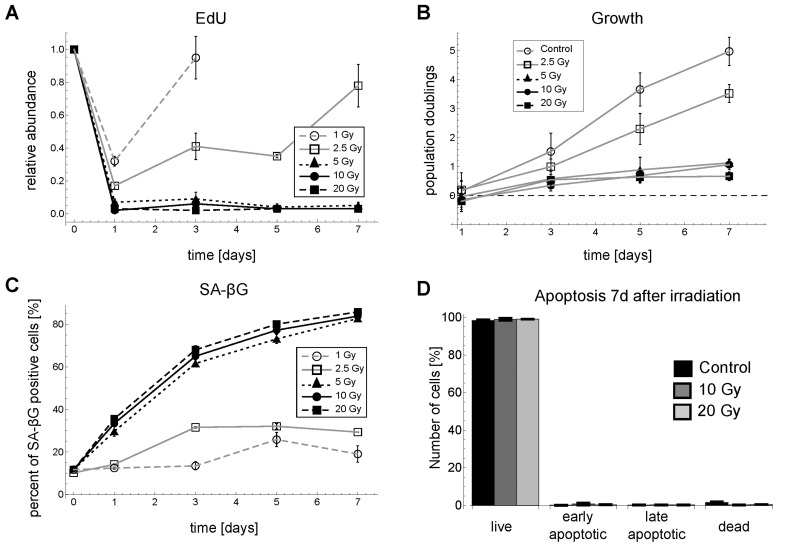 A
EdU
relative abundance
1.0
0.8
0.6
0.4
0.2
0.0
0 1 2 3 4 5 6 7
time [days]
1 Gy
2.5 Gy
5 Gy
10 Gy
20 Gy
B
Growth
population doublings
5
4
3
2
1
0
1 2 3 4 5 6 7
time [days]
Control
2.5 Gy
5 Gy
10 Gy
20 Gy
C
SA-βG
percent of SA-βG positive cells [%]
80
60
40
20
0
0 1 2 3 4 5 6 7
time [days]
1 Gy
2.5 Gy
5 Gy
10 Gy
20 Gy
D
Apoptosis 7d after irradiation
Number of cells [%]
100
80
60
40
20
0
live
early
apoptotic
late
apoptotic
dead
Control
10 Gy
20 Gy